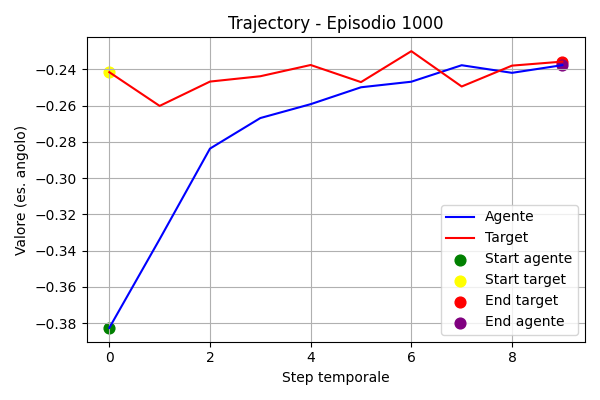 Trajectory - Episodio 1000
Valore (es. angolo)
−0.24
−0.26
−0.28
−0.30
−0.32
−0.34
−0.36
−0.38
0
2
4
6
8
Step temporale
Agente
Target
Start agente
Start target
End target
End agente